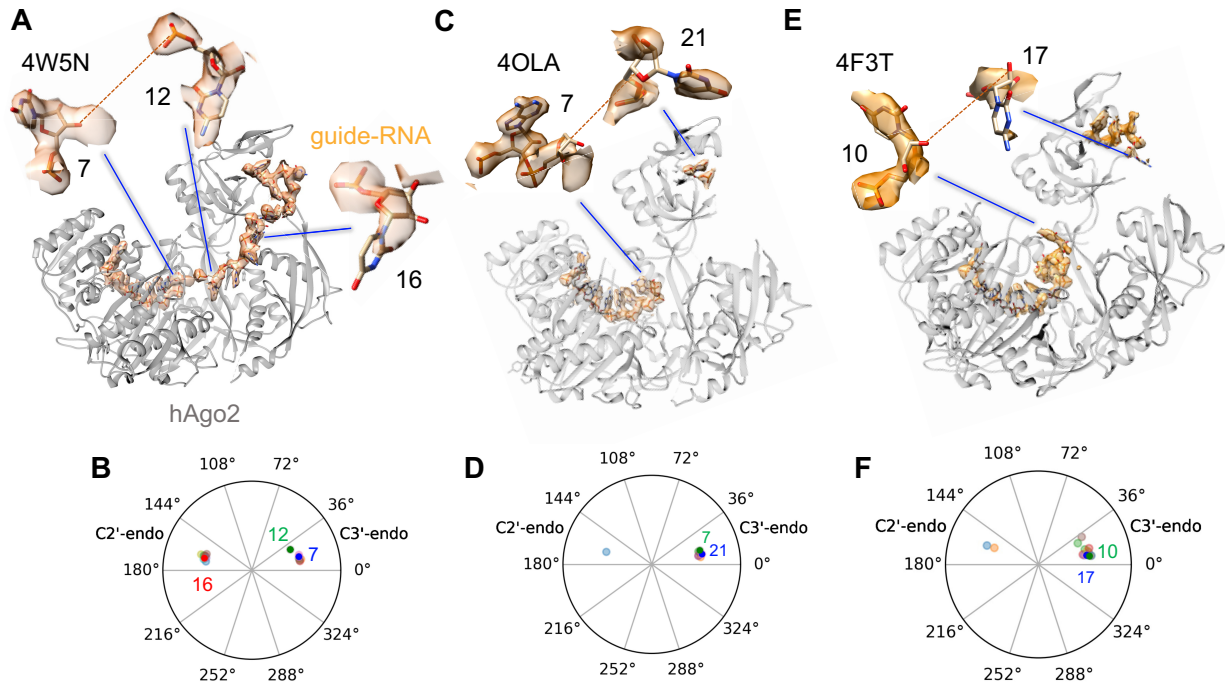 A
4W5N
12
7
guide-RNA
16
hAgo2
C
4OLA
21
7
E
4F3T
17
10
B
108°
72°
144°
36°
C2'-endo
C3'-endo
12
7
180°
0°
16
216°
324°
252°
288°
D
108°
72°
144°
36°
C2'-endo
C3'-endo
7
21
180°
0°
216°
324°
252°
288°
F
108°
72°
144°
36°
C2'-endo
C3'-endo
10
180°
0°
17
216°
324°
252°
288°